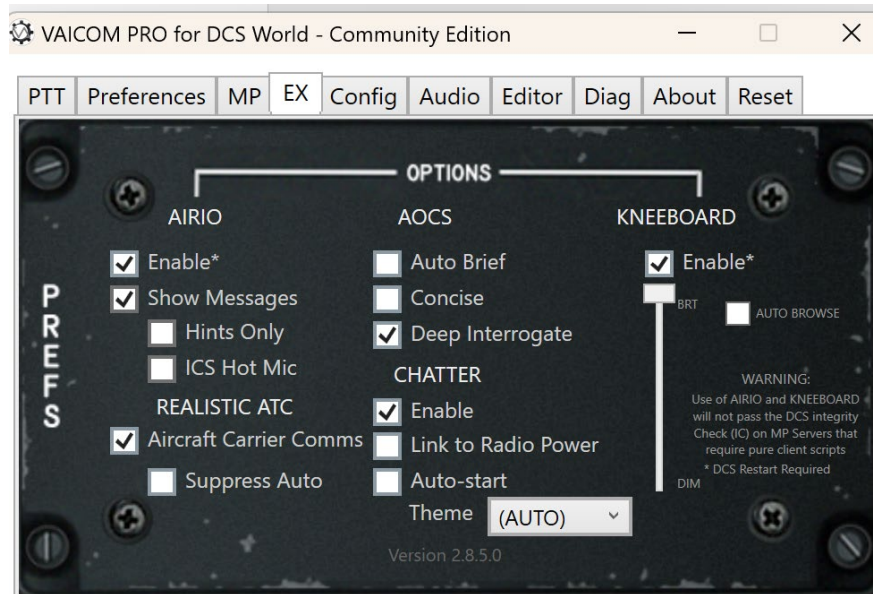 VAICOM PRO for DCS World - Community Edition
PTT Preferences MP EX Config Audio Editor Diag About Reset
OPTIONS
PREFS
AIRIO
Enable*
Show Messages
Hints Only
ICS Hot Mic
REALISTIC ATC
Aircraft Carrier Comms
Suppress Auto
AOCS
Auto Brief
Concise
Deep Interrogate
CHATTER
Enable
Link to Radio Power
Auto-start
Theme (AUTO)
KNEEBOARD
Enable*
BRT
AUTO BROWSE
DIM
WARNING:
Use of AIRIO and KNEEBOARD
will not pass the DCS integrity
Check (IC) on MP Servers that
require pure client scripts
* DCS Restart Required
Version 2.8.5.0